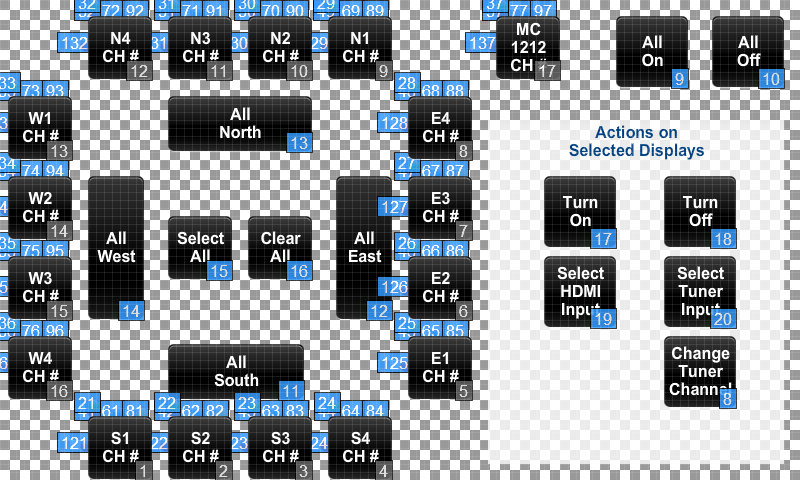 32 72 92
31 71 91
30 70 90
29 69 89
37 77 97
132 N4
CH #
12
31 N3
CH #
11
30 N2
CH #
10
29 N1
CH #
9
137 MC
1212
CH #
17
All
On
9
All
Off
10
33 73 93
W1
CH #
13
All
North
13
28 68 88
128 E4
CH #
8
Actions on
Selected Displays
34 74 94
W2
CH #
14
All
West
14
Select
All
15
Clear
All
16
All
East
12
27 67 87
127 E3
CH #
7
Turn
On
17
Turn
Off
18
35 75 95
W3
CH #
15
26 66 86
126 E2
CH #
6
Select
HDMI
Input
19
Select
Tuner
Input
20
36 76 96
W4
CH #
16
All
South
11
25 65 85
125 E1
CH #
5
Change
Tuner
Channel
8
21 61 81
22 62 82
23 63 83
24 64 84
121 S1
CH #
1
22 S2
CH #
2
23 S3
CH #
3
24 S4
CH #
4